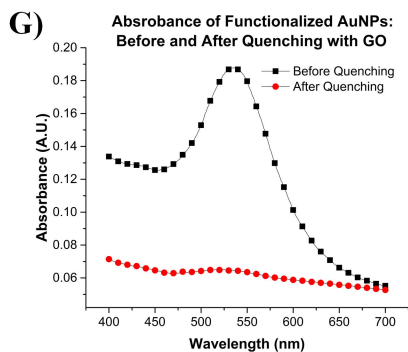 G)
Absrobance of Functionalized AuNPs:
Before and After Quenching with GO
Before Quenching
After Quenching
Absorbance (A.U.)
0.20
0.18
0.16
0.14
0.12
0.10
0.08
0.06
400 450 500 550 600 650 700
Wavelength (nm)